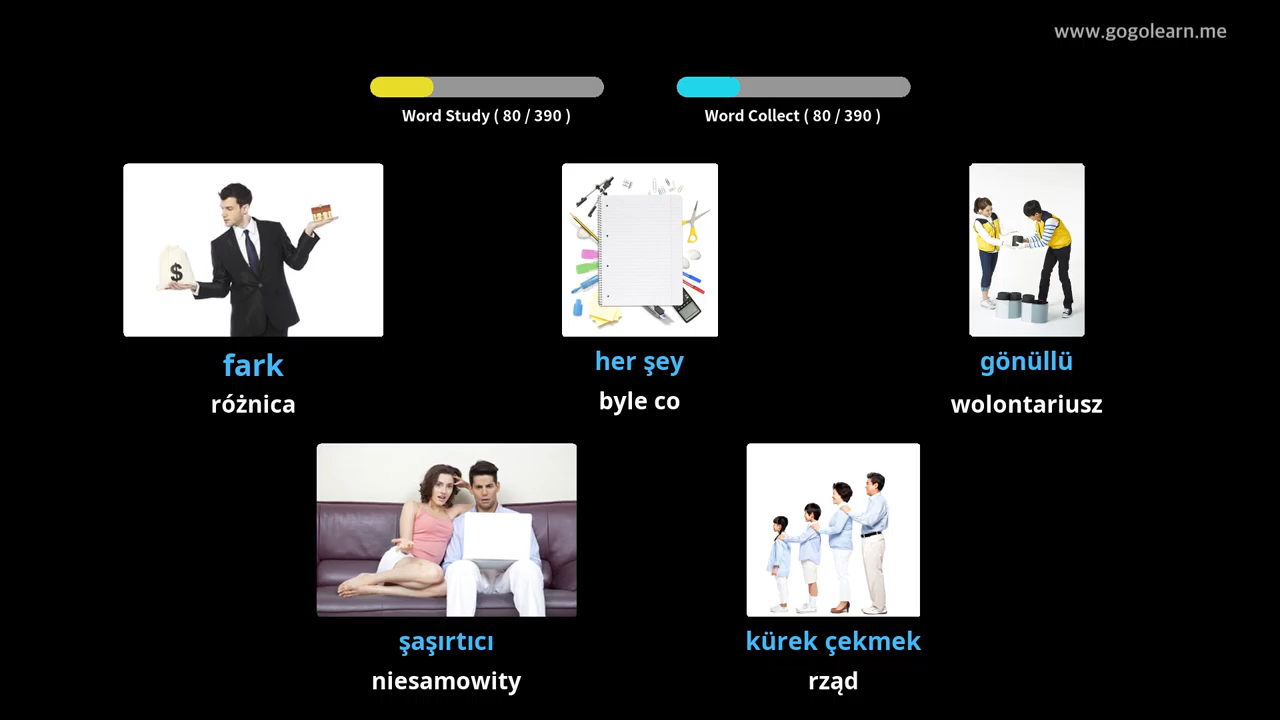 www.gogolearn.me
Word Study ( 80 / 390 )
Word Collect ( 80 / 390 )
$
fark
różnica
her şey
byle co
gönüllü
wolontariusz
şaşırtıcı
niesamowity
kürek çekmek
rząd